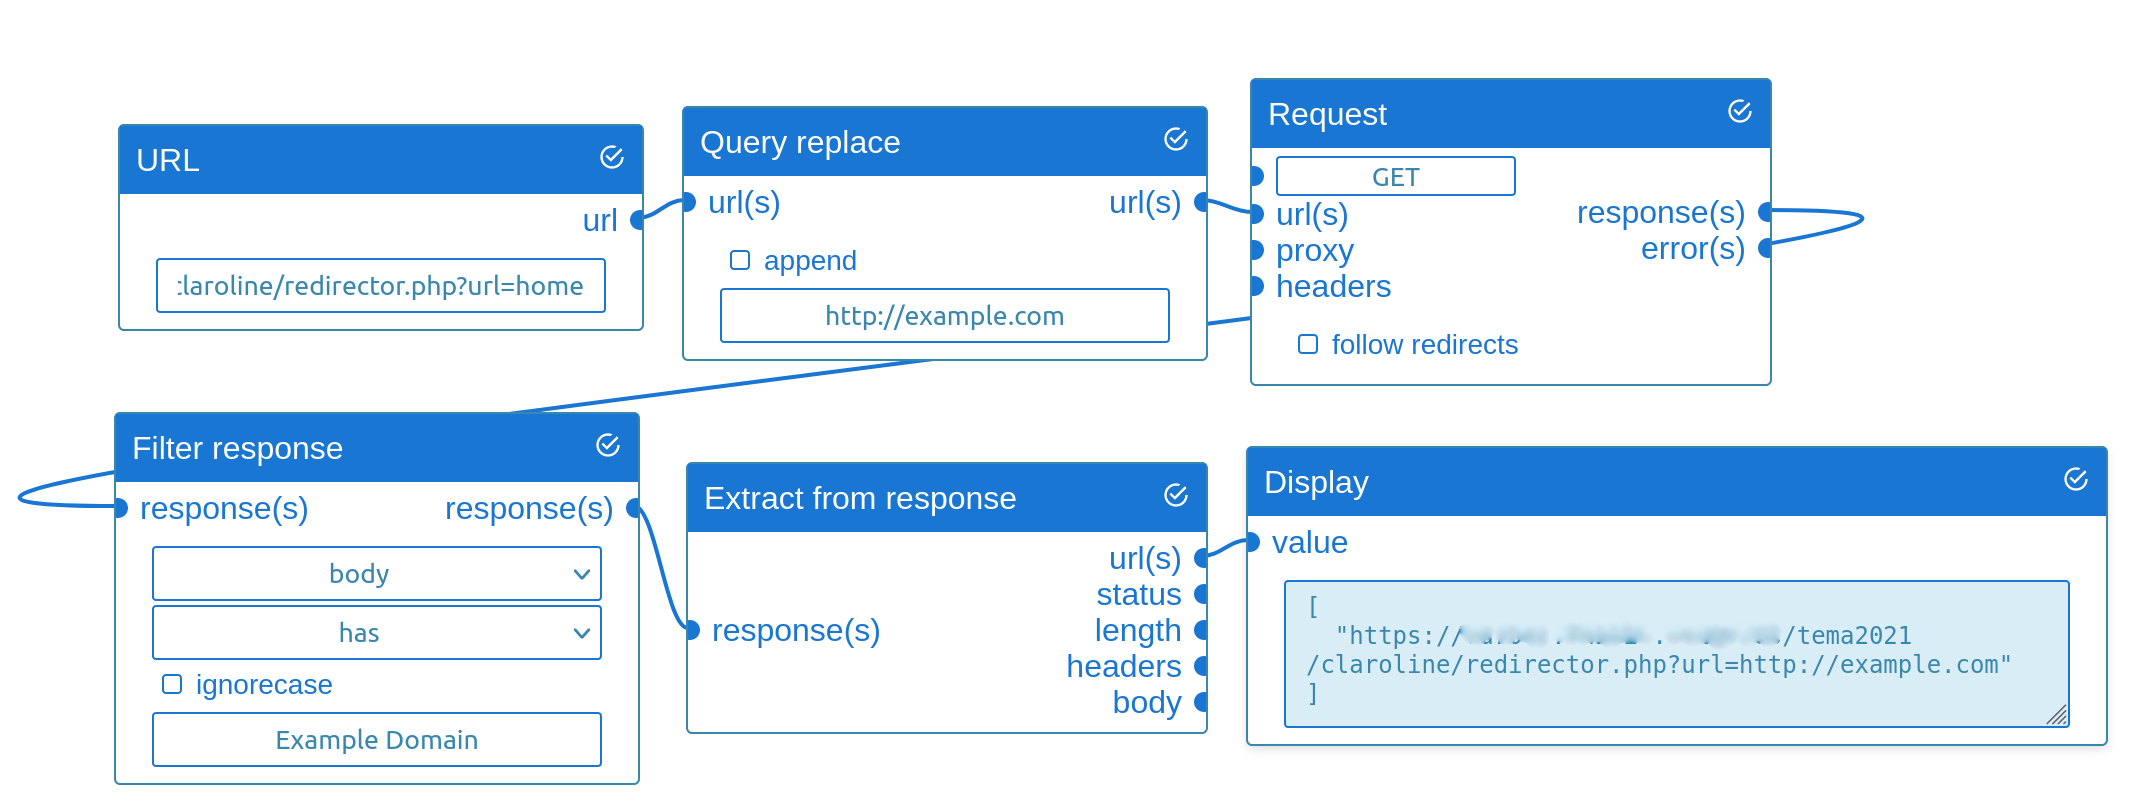 URL
url
claroline/redirector.php?url=home
Query replace
url(s) url(s)
append
http://example.com
Request
GET
url(s)
proxy
headers
response(s)
error(s)
follow redirects
Filter response
response(s) response(s)
body
has
ignorecase
Example Domain
Extract from response
response(s)
url(s)
status
length
headers
body
Display
value
[
"https:// /tema2021
/claroline/redirector.php?url=http://example.com"
]